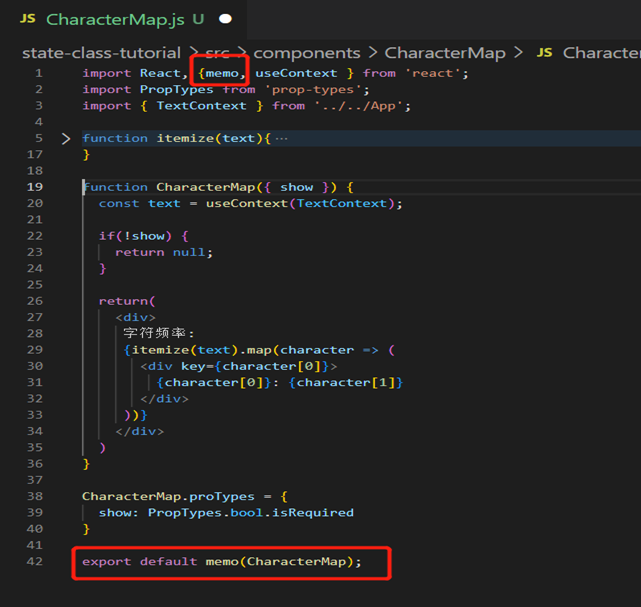 JS CharacterMap.js U
state-class-tutorial > src > components > CharacterMap > JS Character
1 import React, {memo, useContext } from 'react';
2 import PropTypes from 'prop-types';
3 import { TextContext } from '../../App';
4
5 > function itemize(text){ ···
17 }
18
19 function CharacterMap({ show }) {
20 const text = useContext(TextContext);
21
22 if(!show) {
23 return null;
24 }
25
26 return(
27 <div>
28 字符频率:
29 {itemize(text).map(character => (
30 <div key={character[0]}>
31 {character[0]}: {character[1]}
32 </div>
33 ))}
34 </div>
35 )
36 }
37
38 CharacterMap.proTypes = {
39 show: PropTypes.bool.isRequired
40 }
41
42 export default memo(CharacterMap);